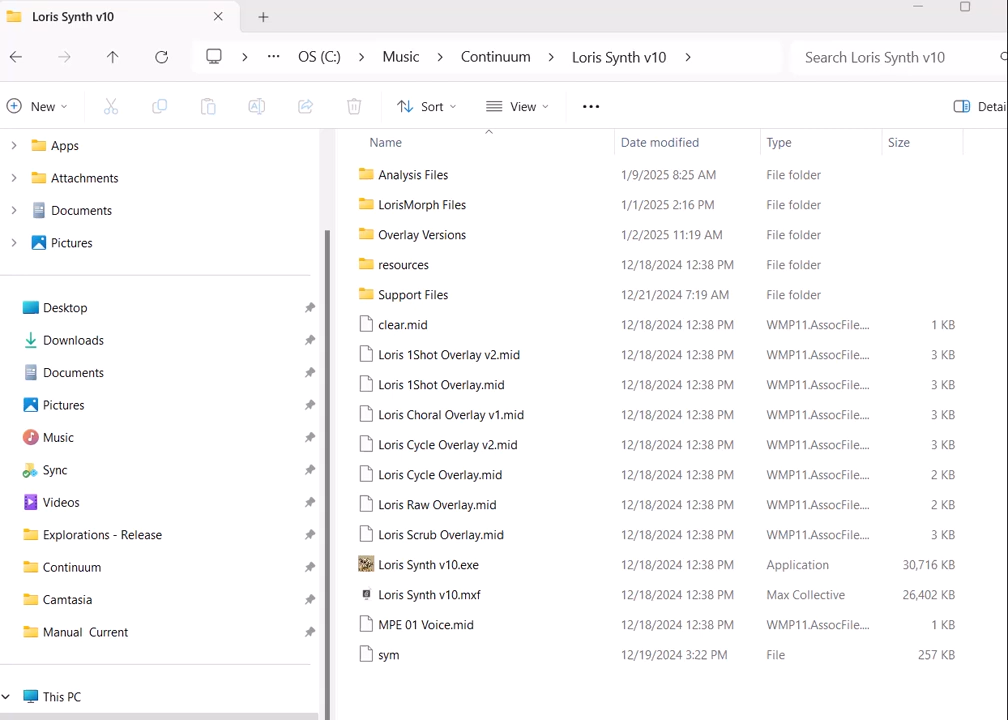 Loris Synth v10
OS (C:) Music Continuum Loris Synth v10 Search Loris Synth v10
New Sort View Detai
Apps
Attachments
Documents
Pictures
Desktop
Downloads
Documents
Pictures
Music
Sync
Videos
Explorations - Release
Continuum
Camtasia
Manual Current
This PC
Name Date modified Type Size
Analysis Files 1/9/2025 8:25 AM File folder
LorisMorph Files 1/1/2025 2:16 PM File folder
Overlay Versions 1/2/2025 11:19 AM File folder
resources 12/18/2024 12:38 PM File folder
Support Files 12/21/2024 7:19 AM File folder
clear.mid 12/18/2024 12:38 PM WMP11.AssocFile.... 1 KB
Loris 1Shot Overlay v2.mid 12/18/2024 12:38 PM WMP11.AssocFile.... 3 KB
Loris 1Shot Overlay.mid 12/18/2024 12:38 PM WMP11.AssocFile.... 3 KB
Loris Choral Overlay v1.mid 12/18/2024 12:38 PM WMP11.AssocFile.... 3 KB
Loris Cycle Overlay v2.mid 12/18/2024 12:38 PM WMP11.AssocFile.... 3 KB
Loris Cycle Overlay.mid 12/18/2024 12:38 PM WMP11.AssocFile.... 2 KB
Loris Raw Overlay.mid 12/18/2024 12:38 PM WMP11.AssocFile.... 2 KB
Loris Scrub Overlay.mid 12/18/2024 12:38 PM WMP11.AssocFile.... 3 KB
Loris Synth v10.exe 12/18/2024 12:38 PM Application 30,716 KB
Loris Synth v10.mxf 12/18/2024 12:38 PM Max Collective 26,402 KB
MPE 01 Voice.mid 12/18/2024 12:38 PM WMP11.AssocFile.... 1 KB
sym 12/19/2024 3:22 PM File 257 KB